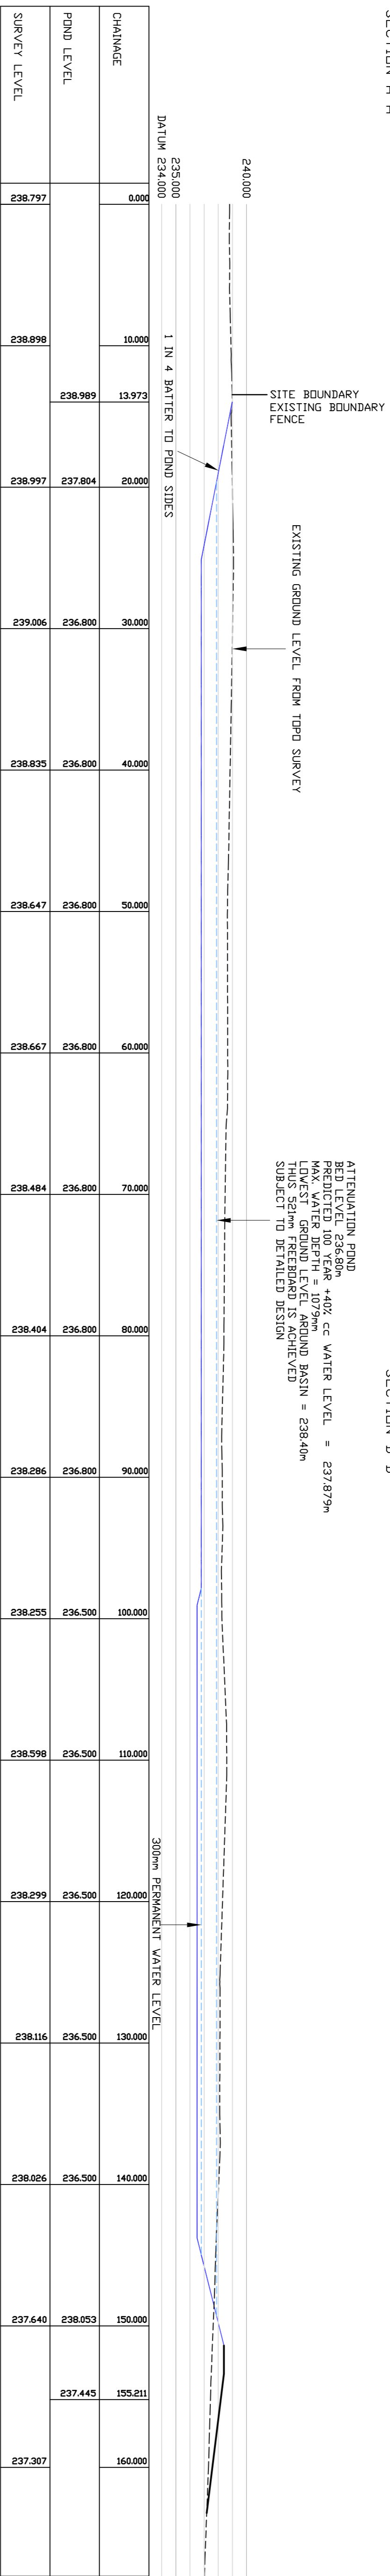 SITE BOUNDARY
EXISTING BOUNDARY
FENCE
EXISTING GROUND LEVEL FROM TOPO SURVEY
ATTENUATION POND
BED LEVEL 236.80m
PREDICTED 100 YEAR +40% cc WATER LEVEL = 237.879m
MAX. WATER DEPTH = 1079mm
LOWEST GROUND LEVEL AROUND BASIN = 238.40m
THUS 521mm FREEBOARD IS ACHIEVED
SUBJECT TO DETAILED DESIGN
240.000
235.000
DATUM 234.000
1 IN 4 BATTER TO POND SIDES
300mm PERMANENT WATER LEVEL
CHAINAGE 0.000 10.000 13.973 20.000 30.000 40.000 50.000 60.000 70.000 80.000 90.000 100.000 110.000 120.000 130.000 140.000 150.000 155.211 160.000
POND LEVEL 238.989 237.804 236.800 236.800 236.800 236.800 236.800 236.800 236.800 236.500 236.500 236.500 236.500 236.500 238.053 237.445
SURVEY LEVEL 238.797 238.898 238.997 239.006 238.835 238.647 238.667 238.484 238.404 238.286 238.255 238.598 238.299 238.116 238.026 237.640 237.307